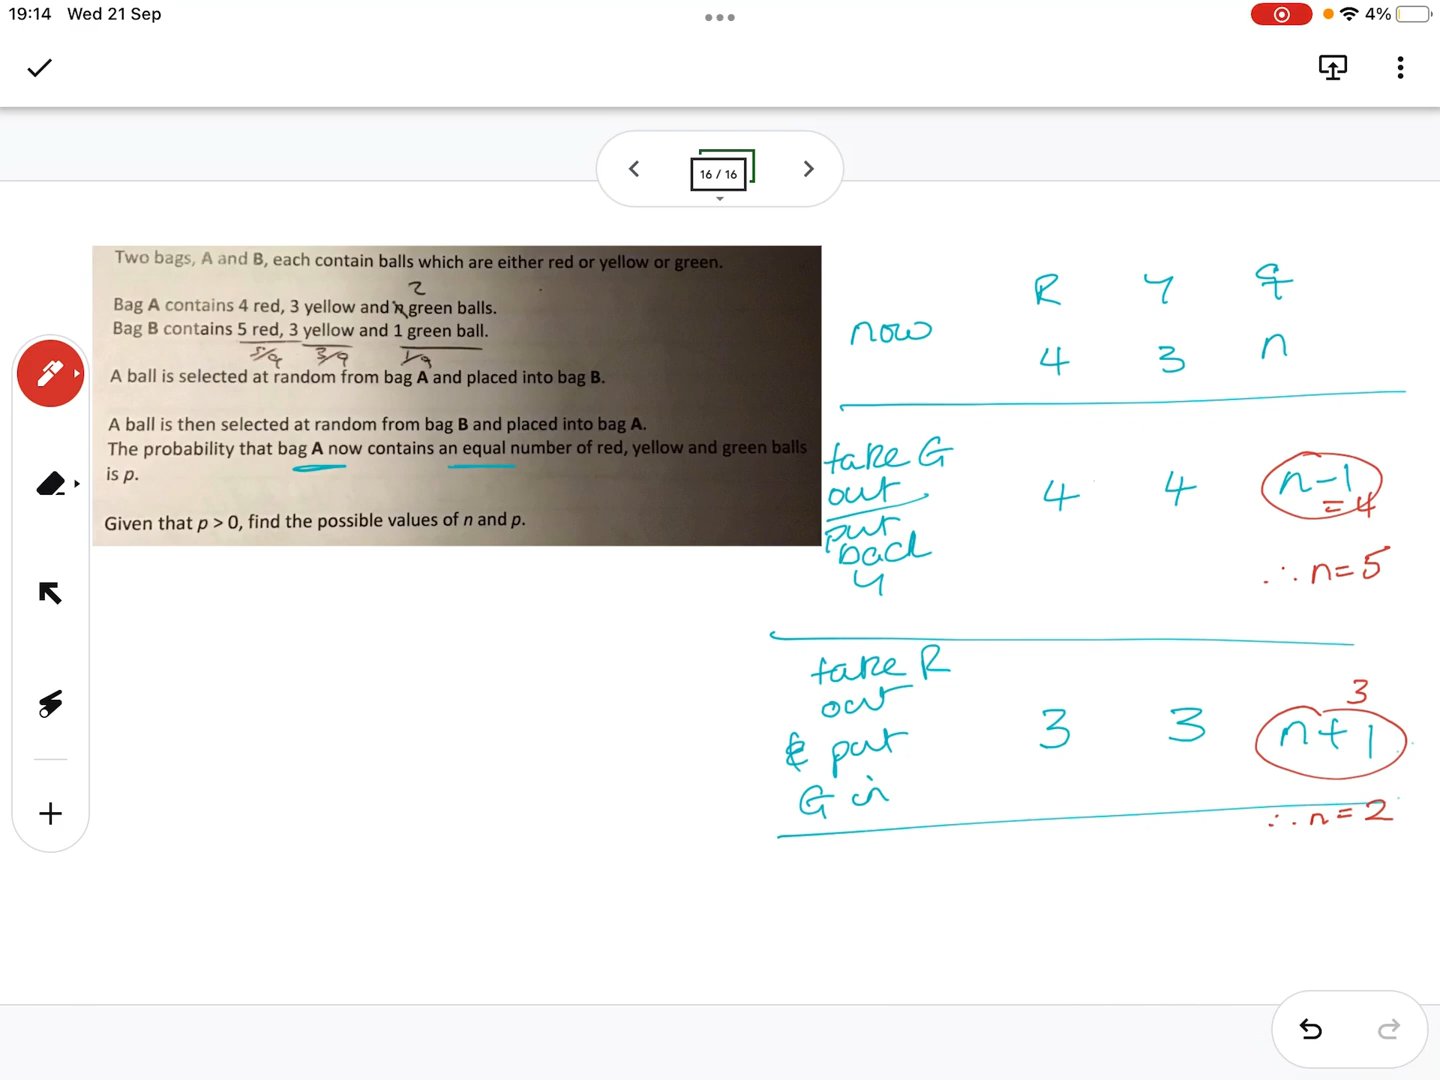 19:14 Wed 21 Sep
4%
16 / 16
Two bags, A and B, each contain balls which are either red or yellow or green.
2
Bag A contains 4 red, 3 yellow and n green balls.
Bag B contains 5 red, 3 yellow and 1 green ball.
5/9 3/9 1/9
A ball is selected at random from bag A and placed into bag B.
A ball is then selected at random from bag B and placed into bag A.
The probability that bag A now contains an equal number of red, yellow and green balls
is p.
Given that p > 0, find the possible values of n and p.
R Y G
now
4 3 n
take G
out
put
back
Y
4 4 n-1
= 4
∴ n = 5
take R
out
& put
G in
3 3 n+1
3
∴ n = 2